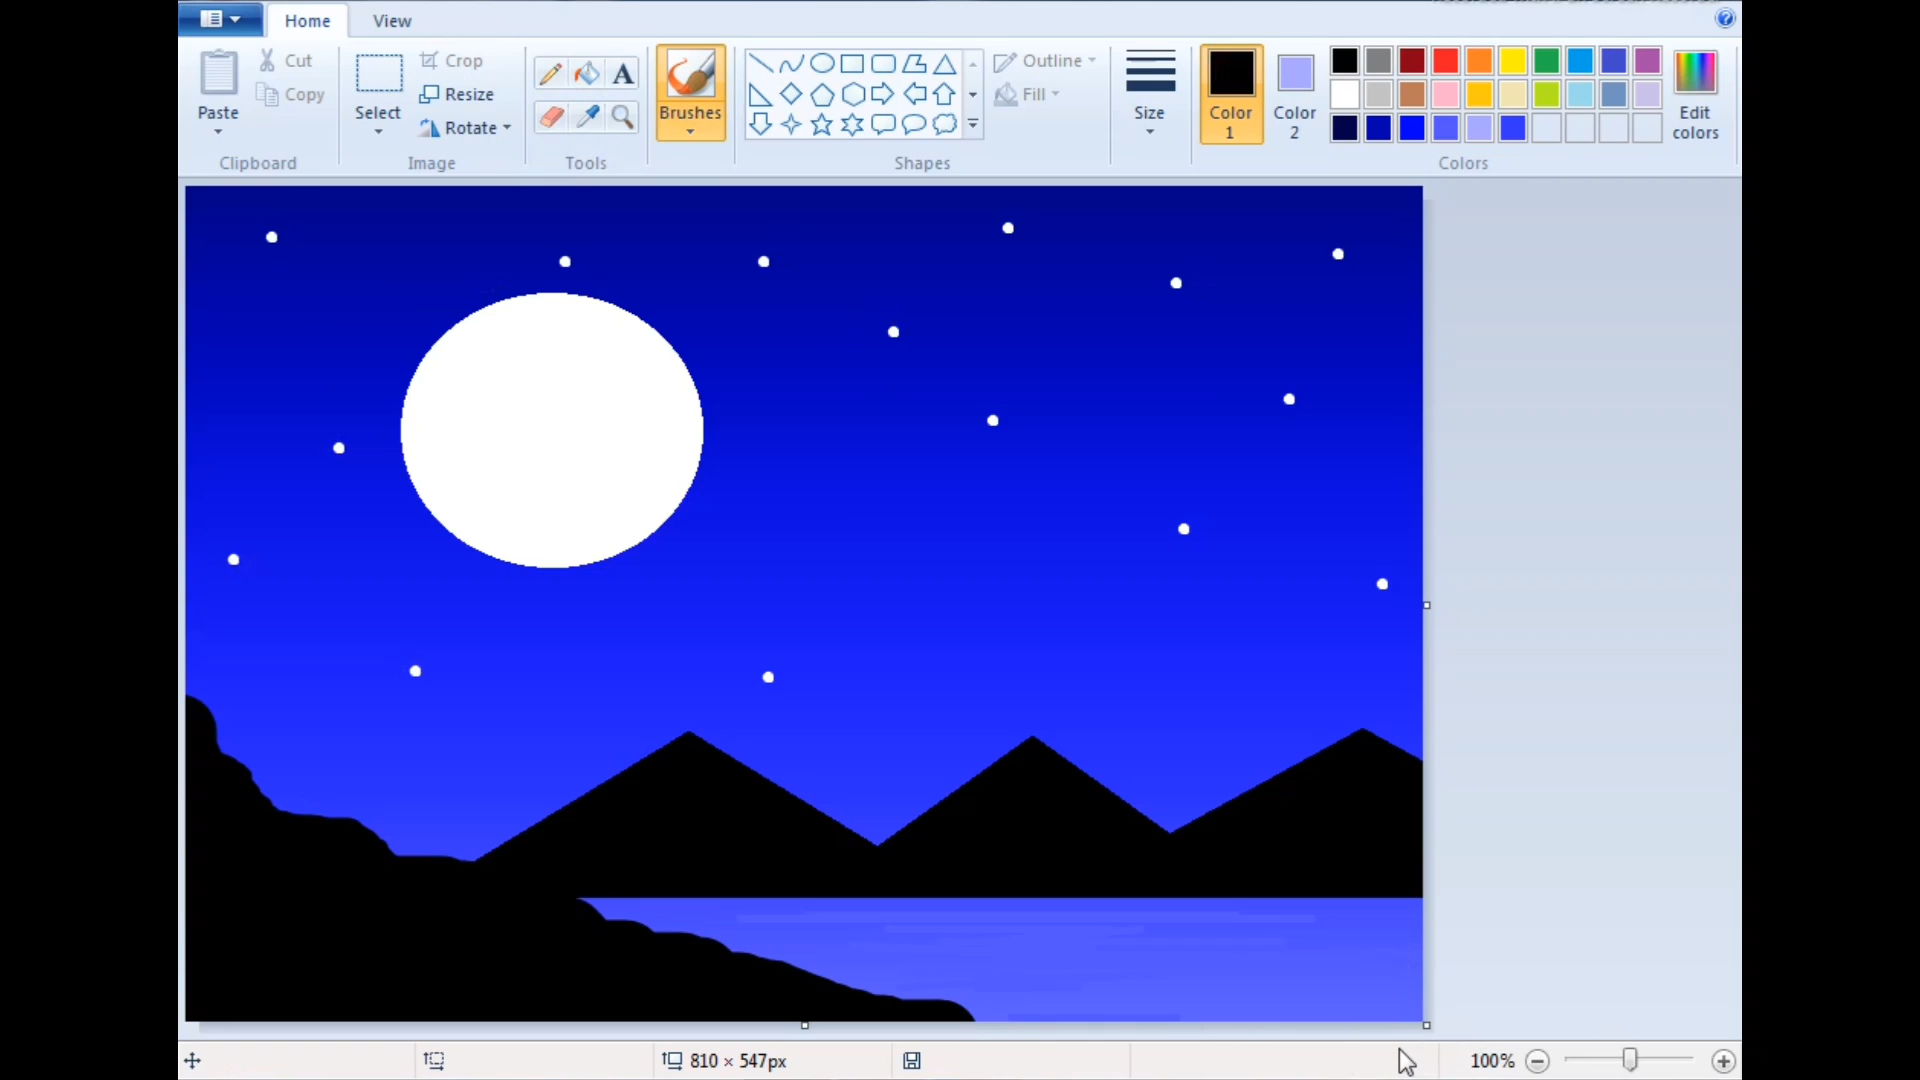 Home View
Paste
Cut
Copy
Clipboard
Select
Crop
Resize
Rotate
Image
A
Tools
Brushes
Outline
Fill
Shapes
Size
Color
1
Color
2
Edit
colors
Colors
810 × 547px
100%